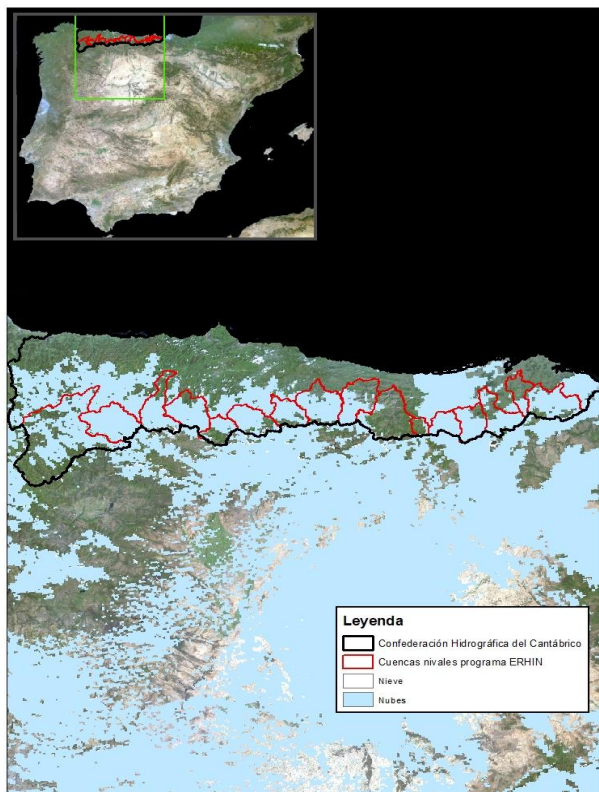 Leyenda
Confederación Hidrográfica del Cantábrico
Cuencas nivales programa ERHIN
Nieve
Nubes